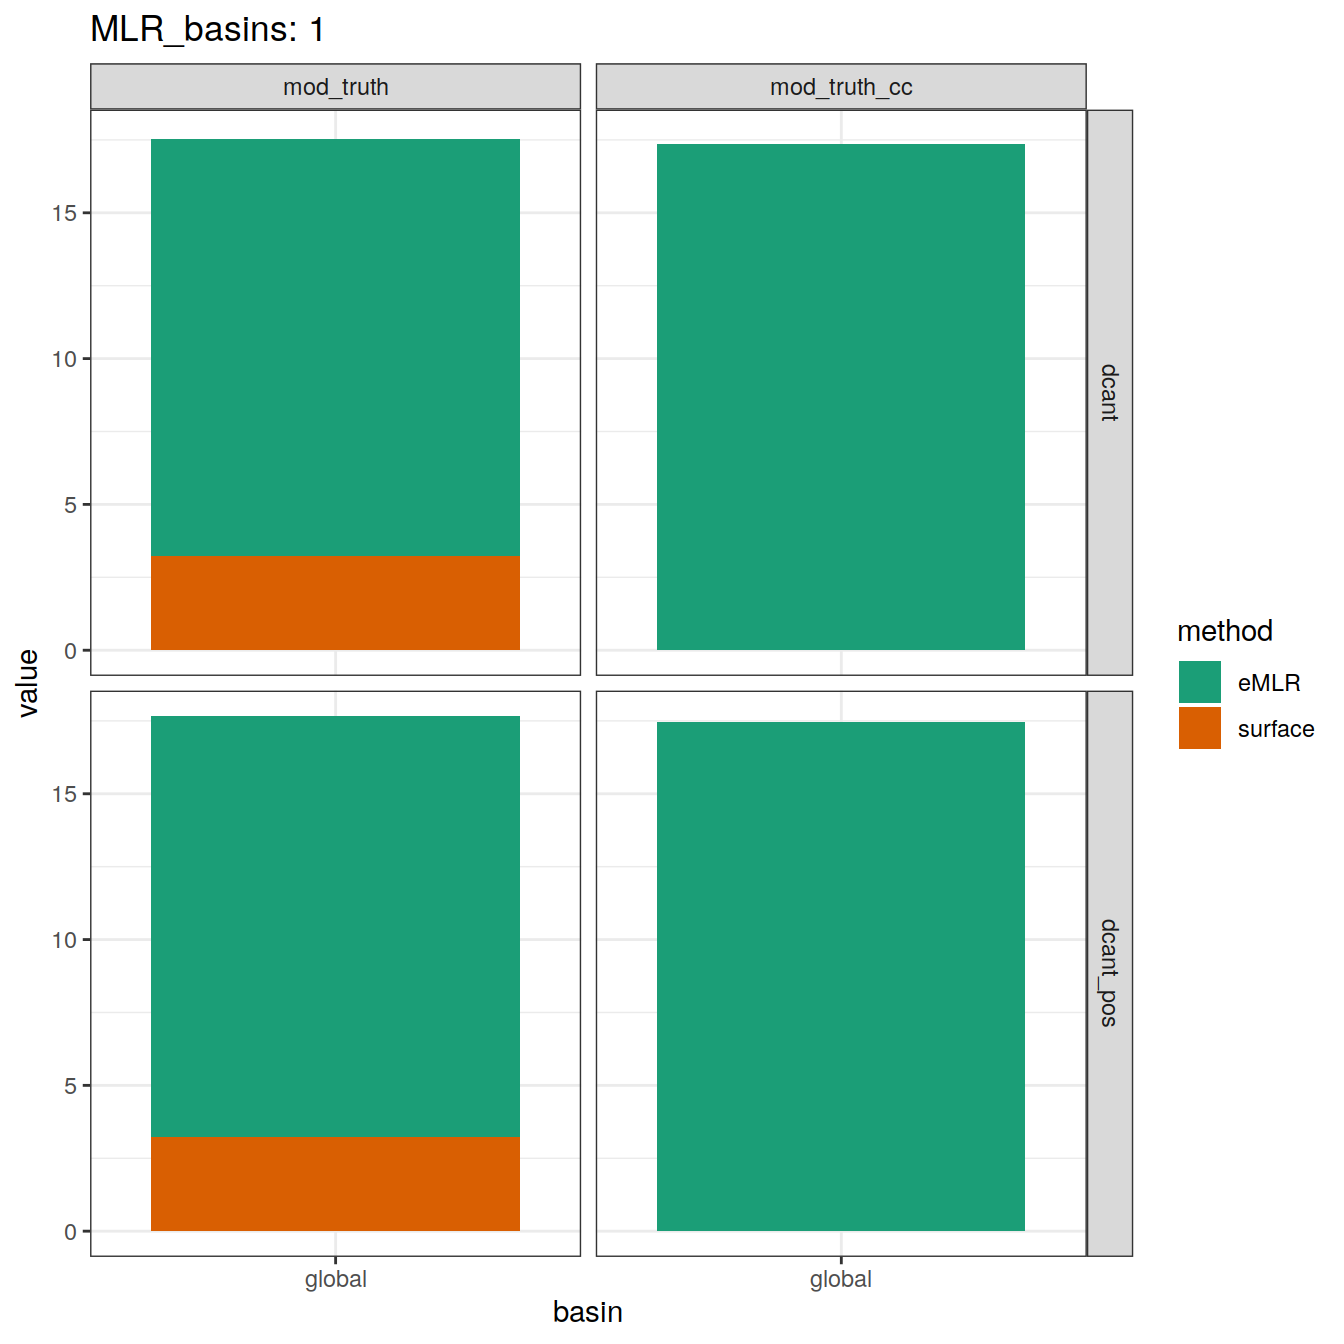 MLR_basins: 1
mod_truth
mod_truth_cc
15
10
5
0
dcant
15
10
5
0
dcant_pos
value
global
global
basin
method
eMLR
surface